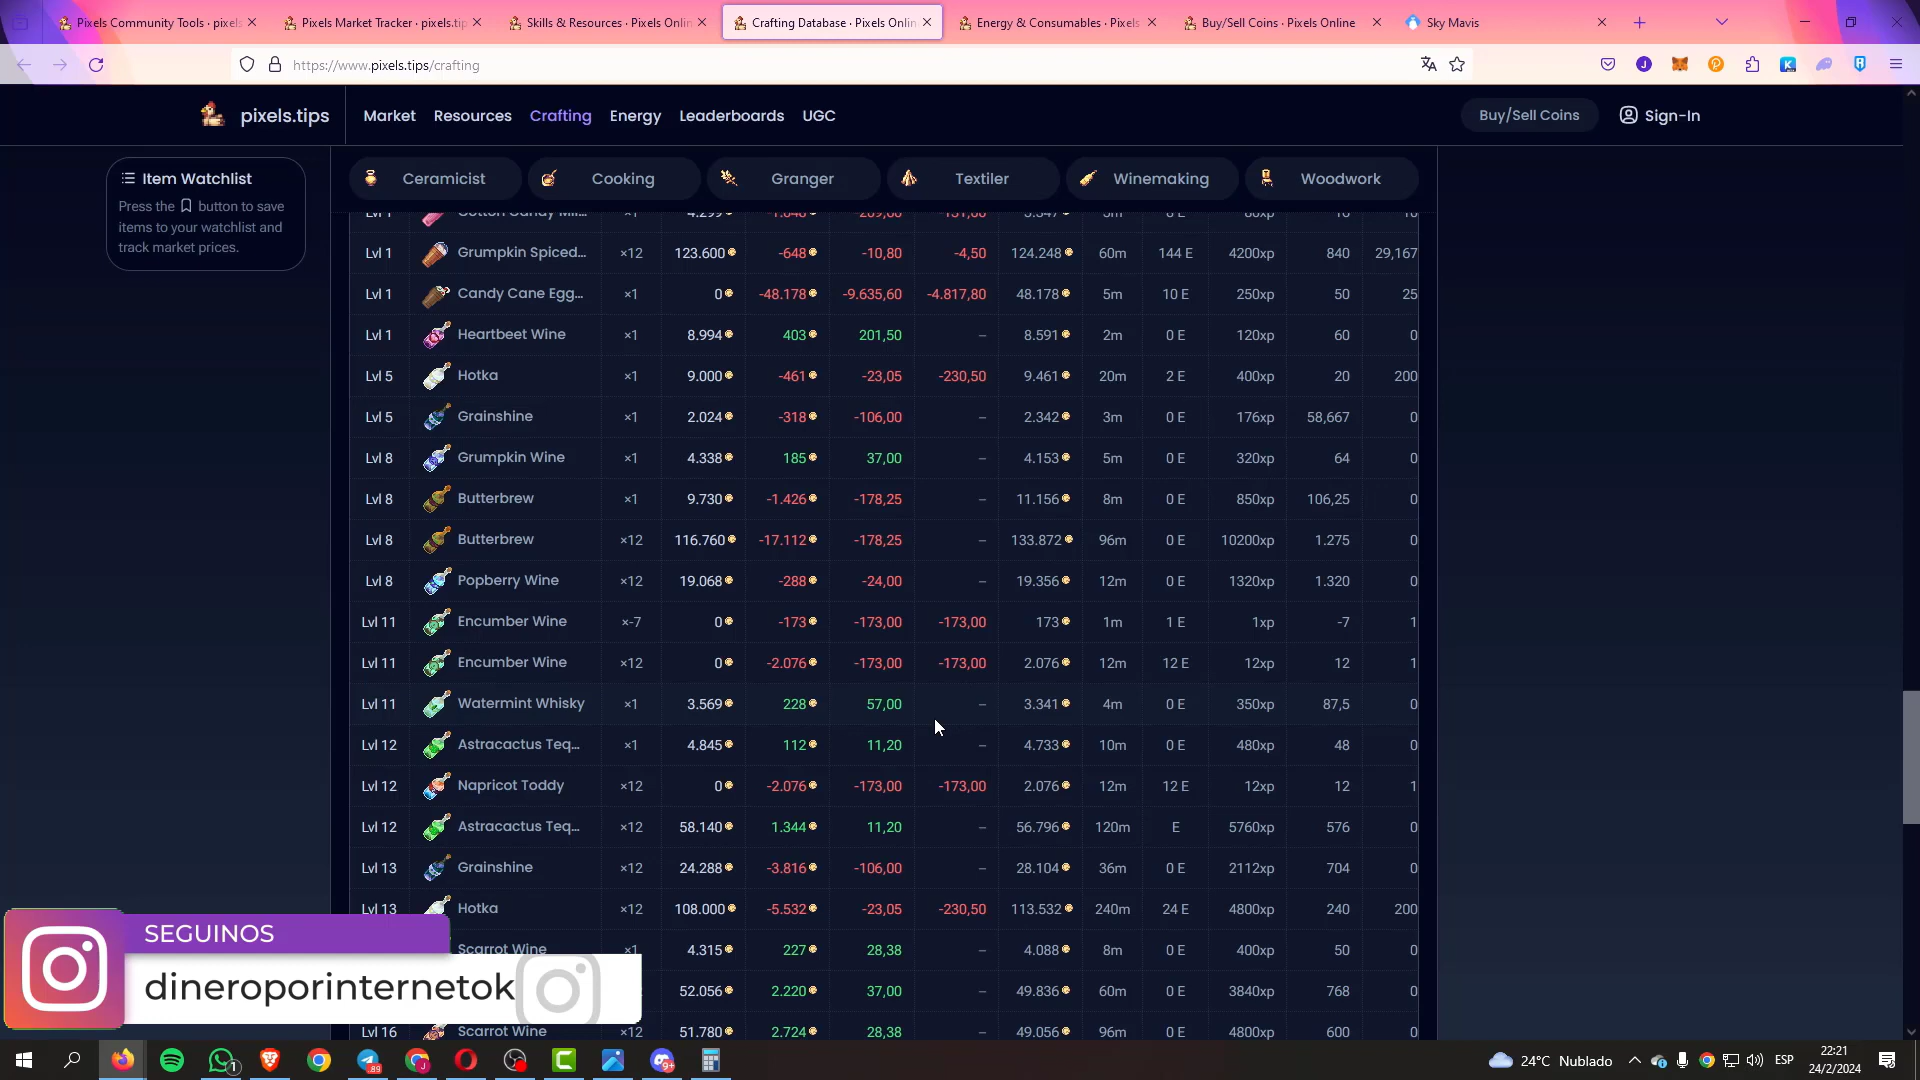 Pixels Community Tools · pixels
Pixels Market Tracker · pixels.tip
Skills & Resources · Pixels Onlin
Crafting Database · Pixels Onlin
Energy & Consumables · Pixels
Buy/Sell Coins · Pixels Online
Sky Mavis
https://www.pixels.tips/crafting
pixels.tips
Market Resources Crafting Energy Leaderboards UGC
Buy/Sell Coins Sign-In
Item Watchlist
Press the button to save
items to your watchlist and
track market prices.
Ceramicist Cooking Granger Textiler Winemaking Woodwork
Lvl 1 Grumpkin Spiced... ×12 123.600 -648 -10,80 -4,50 124.248 60m 144 E 4200xp 840 29,167
Lvl 1 Candy Cane Egg... ×1 0 -48.178 -9.635,60 -4.817,80 48.178 5m 10 E 250xp 50 25
Lvl 1 Heartbeet Wine ×1 8.994 403 201,50 – 8.591 2m 0 E 120xp 60 0
Lvl 5 Hotka ×1 9.000 -461 -23,05 -230,50 9.461 20m 2 E 400xp 20 200
Lvl 5 Grainshine ×1 2.024 -318 -106,00 – 2.342 3m 0 E 176xp 58,667 0
Lvl 8 Grumpkin Wine ×1 4.338 185 37,00 – 4.153 5m 0 E 320xp 64 0
Lvl 8 Butterbrew ×1 9.730 -1.426 -178,25 – 11.156 8m 0 E 850xp 106,25 0
Lvl 8 Butterbrew ×12 116.760 -17.112 -178,25 – 133.872 96m 0 E 10200xp 1.275 0
Lvl 8 Popberry Wine ×12 19.068 -288 -24,00 – 19.356 12m 0 E 1320xp 1.320 0
Lvl 11 Encumber Wine ×-7 0 -173 -173,00 -173,00 173 1m 1 E 1xp -7 1
Lvl 11 Encumber Wine ×12 0 -2.076 -173,00 -173,00 2.076 12m 12 E 12xp 12 1
Lvl 11 Watermint Whisky ×1 3.569 228 57,00 – 3.341 4m 0 E 350xp 87,5 0
Lvl 12 Astracactus Teq... ×1 4.845 112 11,20 – 4.733 10m 0 E 480xp 48 0
Lvl 12 Napricot Toddy ×12 0 -2.076 -173,00 -173,00 2.076 12m 12 E 12xp 12 1
Lvl 12 Astracactus Teq... ×12 58.140 1.344 11,20 – 56.796 120m E 5760xp 576 0
Lvl 13 Grainshine ×12 24.288 -3.816 -106,00 – 28.104 36m 0 E 2112xp 704 0
Lvl 13 Hotka ×12 108.000 -5.532 -23,05 -230,50 113.532 240m 24 E 4800xp 240 200
Scarrot Wine ×1 4.315 227 28,38 – 4.088 8m 0 E 400xp 50 0
52.056 2.220 37,00 – 49.836 60m 0 E 3840xp 768 0
Lvl 16 Scarrot Wine ×12 51.780 2.724 28,38 – 49.056 96m 0 E 4800xp 600 0
SEGUINOS
dineroporinternetok
24°C Nublado
ESP
22:21
24/2/2024